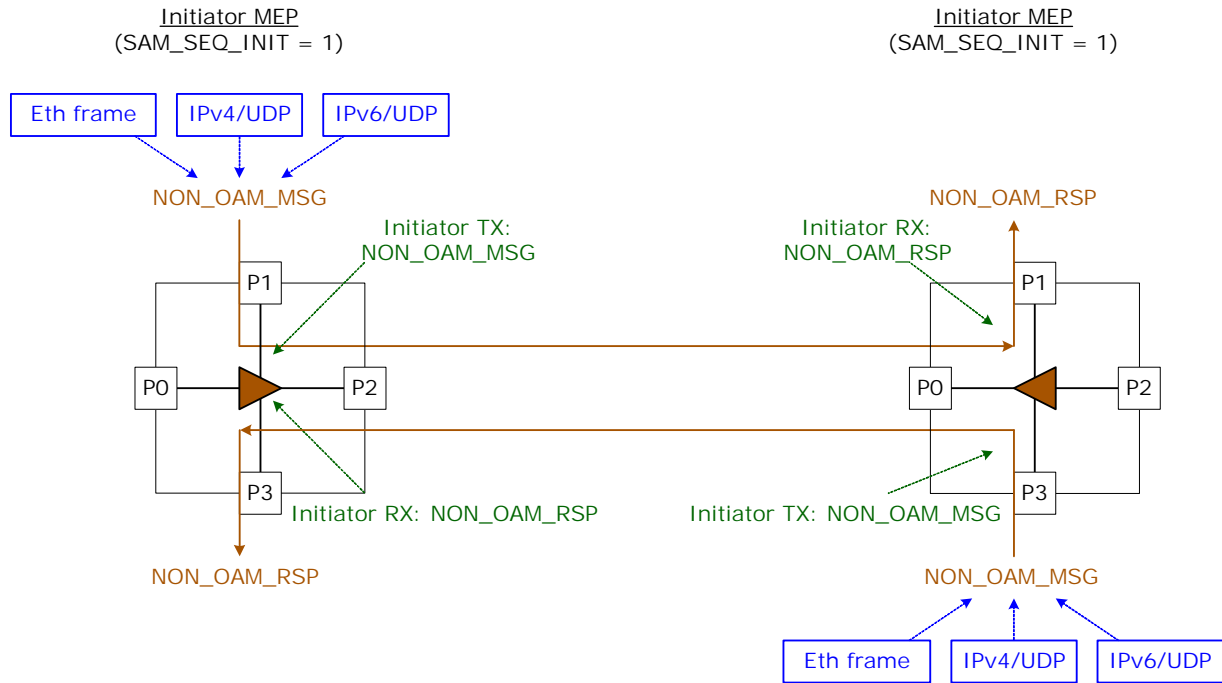 Initiator MEP
(SAM_SEQ_INIT = 1)
Initiator MEP
(SAM_SEQ_INIT = 1)
Eth frame
IPv4/UDP
IPv6/UDP
NON_OAM_MSG
NON_OAM_RSP
Initiator TX:
NON_OAM_MSG
Initiator RX:
NON_OAM_RSP
P1
P1
P0
P2
P0
P2
P3
P3
Initiator RX: NON_OAM_RSP
Initiator TX: NON_OAM_MSG
NON_OAM_RSP
NON_OAM_MSG
Eth frame
IPv4/UDP
IPv6/UDP